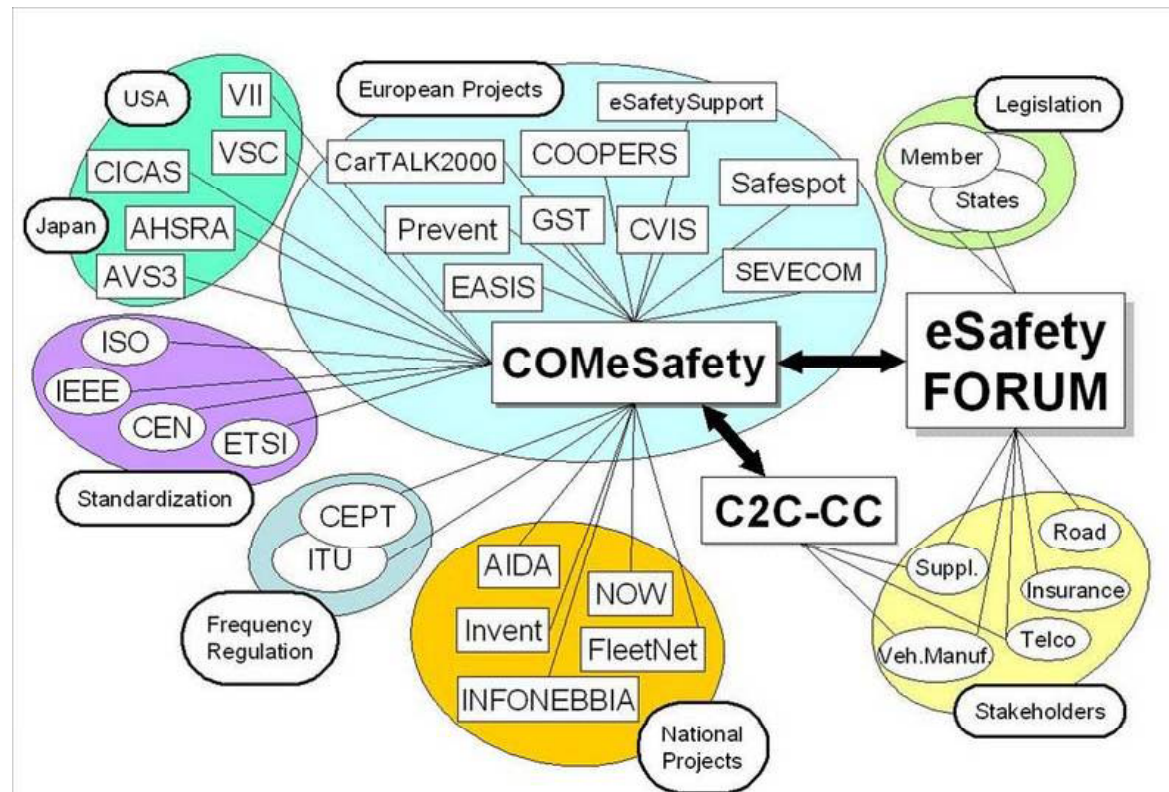 USA
VII
VSC
CICAS
Japan
AHSRA
AVS3
European Projects
eSafetySupport
CarTALK2000
COOPERS
Safespot
Prevent
GST
CVIS
EASIS
SEVECOM
Legislation
Member
States
COMeSafety
eSafety
FORUM
C2C-CC
ISO
IEEE
CEN
ETSI
Standardization
CEPT
ITU
Frequency
Regulation
AIDA
NOW
Invent
FleetNet
INFONEBBIA
National
Projects
Road
Suppl.
Insurance
Telco
Veh.Manuf.
Stakeholders